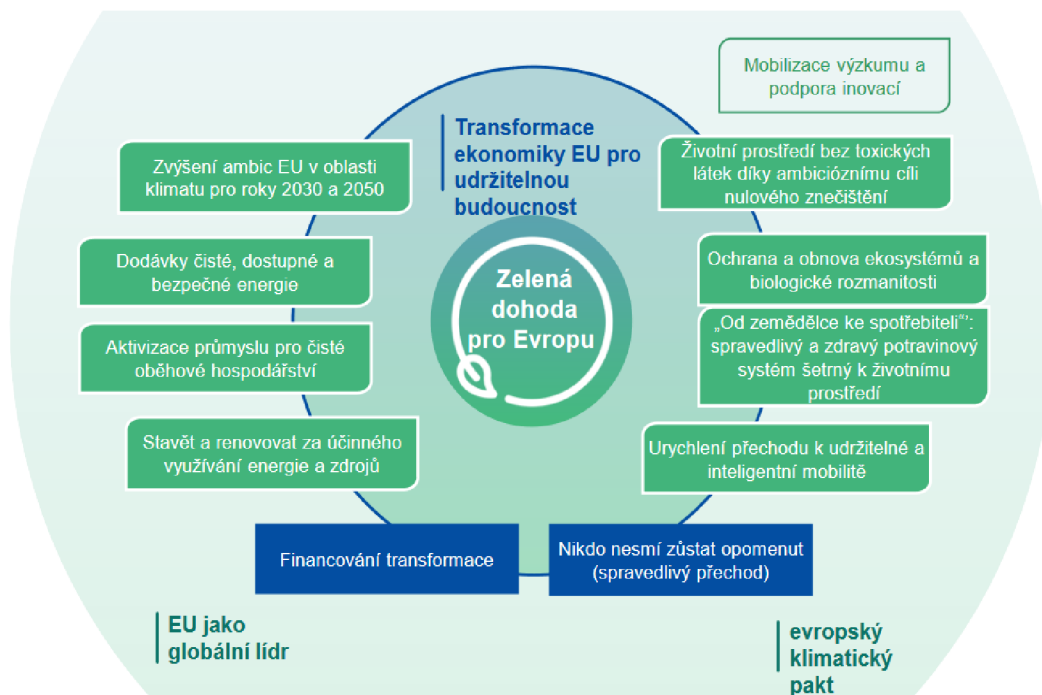 Mobilizace výzkumu a
podpora inovací
Transformace
ekonomiky EU pro
udržitelnou
budoucnost
Zvýšení ambic EU v oblasti
klimatu pro roky 2030 a 2050
Životní prostředí bez toxických
látek díky ambicióznímu cíli
nulového znečištění
Dodávky čisté, dostupné a
bezpečné energie
Zelená
dohoda
pro Evropu
Ochrana a obnova ekosystémů a
biologické rozmanitosti
Aktivizace průmyslu pro čisté
oběhové hospodářství
„Od zemědělce ke spotřebiteli“':
spravedlivý a zdravý potravinový
systém šetrný k životnímu
prostředí
Stavět a renovovat za účinného
využívání energie a zdrojů
Urychlení přechodu k udržitelné a
inteligentní mobilitě
Financování transformace
Nikdo nesmí zůstat opomenut
(spravedlivý přechod)
EU jako
globální lídr
evropský
klimatický
pakt